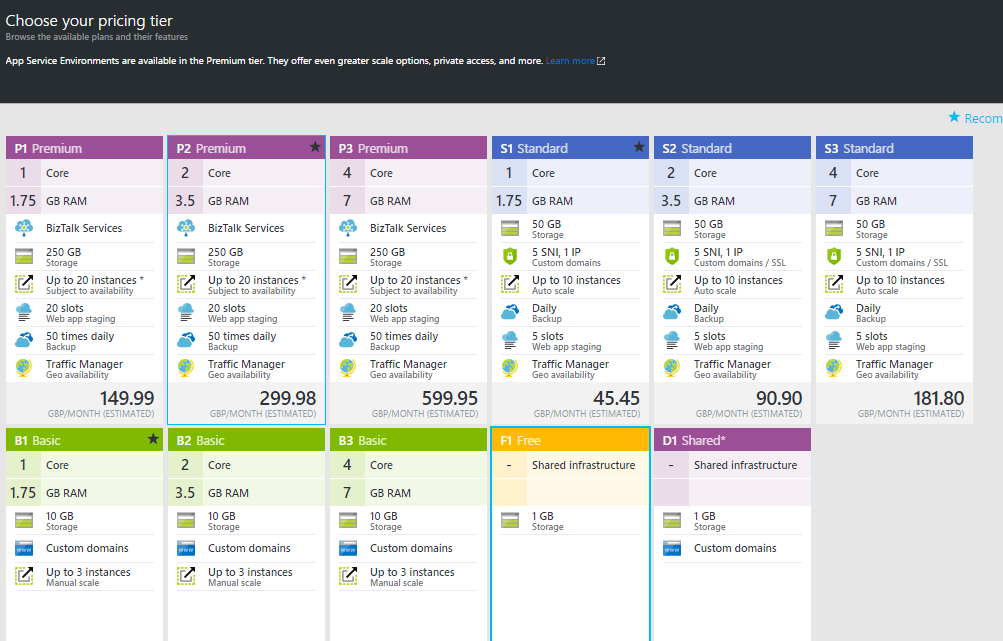 Choose your pricing tier
Browse the available plans and their features
App Service Environments are available in the Premium tier. They offer even greater scale options, private access, and more. Learn more
Recom
P1 Premium
1 Core
1.75 GB RAM
BizTalk Services
250 GB
Storage
Up to 20 instances *
Subject to availability
20 slots
Web app staging
50 times daily
Backup
Traffic Manager
Geo availability
149.99
GBP/MONTH (ESTIMATED)
P2 Premium
2 Core
3.5 GB RAM
BizTalk Services
250 GB
Storage
Up to 20 instances *
Subject to availability
20 slots
Web app staging
50 times daily
Backup
Traffic Manager
Geo availability
299.98
GBP/MONTH (ESTIMATED)
P3 Premium
4 Core
7 GB RAM
BizTalk Services
250 GB
Storage
Up to 20 instances *
Subject to availability
20 slots
Web app staging
50 times daily
Backup
Traffic Manager
Geo availability
599.95
GBP/MONTH (ESTIMATED)
S1 Standard
1 Core
1.75 GB RAM
50 GB
Storage
5 SNI, 1 IP
Custom domains
Up to 10 instances
Auto scale
Daily
Backup
5 slots
Web app staging
Traffic Manager
Geo availability
45.45
GBP/MONTH (ESTIMATED)
S2 Standard
2 Core
3.5 GB RAM
50 GB
Storage
5 SNI, 1 IP
Custom domains / SSL
Up to 10 instances
Auto scale
Daily
Backup
5 slots
Web app staging
Traffic Manager
Geo availability
90.90
GBP/MONTH (ESTIMATED)
S3 Standard
4 Core
7 GB RAM
50 GB
Storage
5 SNI, 1 IP
Custom domains / SSL
Up to 10 instances
Auto scale
Daily
Backup
5 slots
Web app staging
Traffic Manager
Geo availability
181.80
GBP/MONTH (ESTIMATED)
B1 Basic
1 Core
1.75 GB RAM
10 GB
Storage
Custom domains
Up to 3 instances
Manual scale
B2 Basic
2 Core
3.5 GB RAM
10 GB
Storage
Custom domains
Up to 3 instances
Manual scale
B3 Basic
4 Core
7 GB RAM
10 GB
Storage
Custom domains
Up to 3 instances
Manual scale
F1 Free
- Shared infrastructure
1 GB
Storage
D1 Shared*
- Shared infrastructure
1 GB
Storage
Custom domains